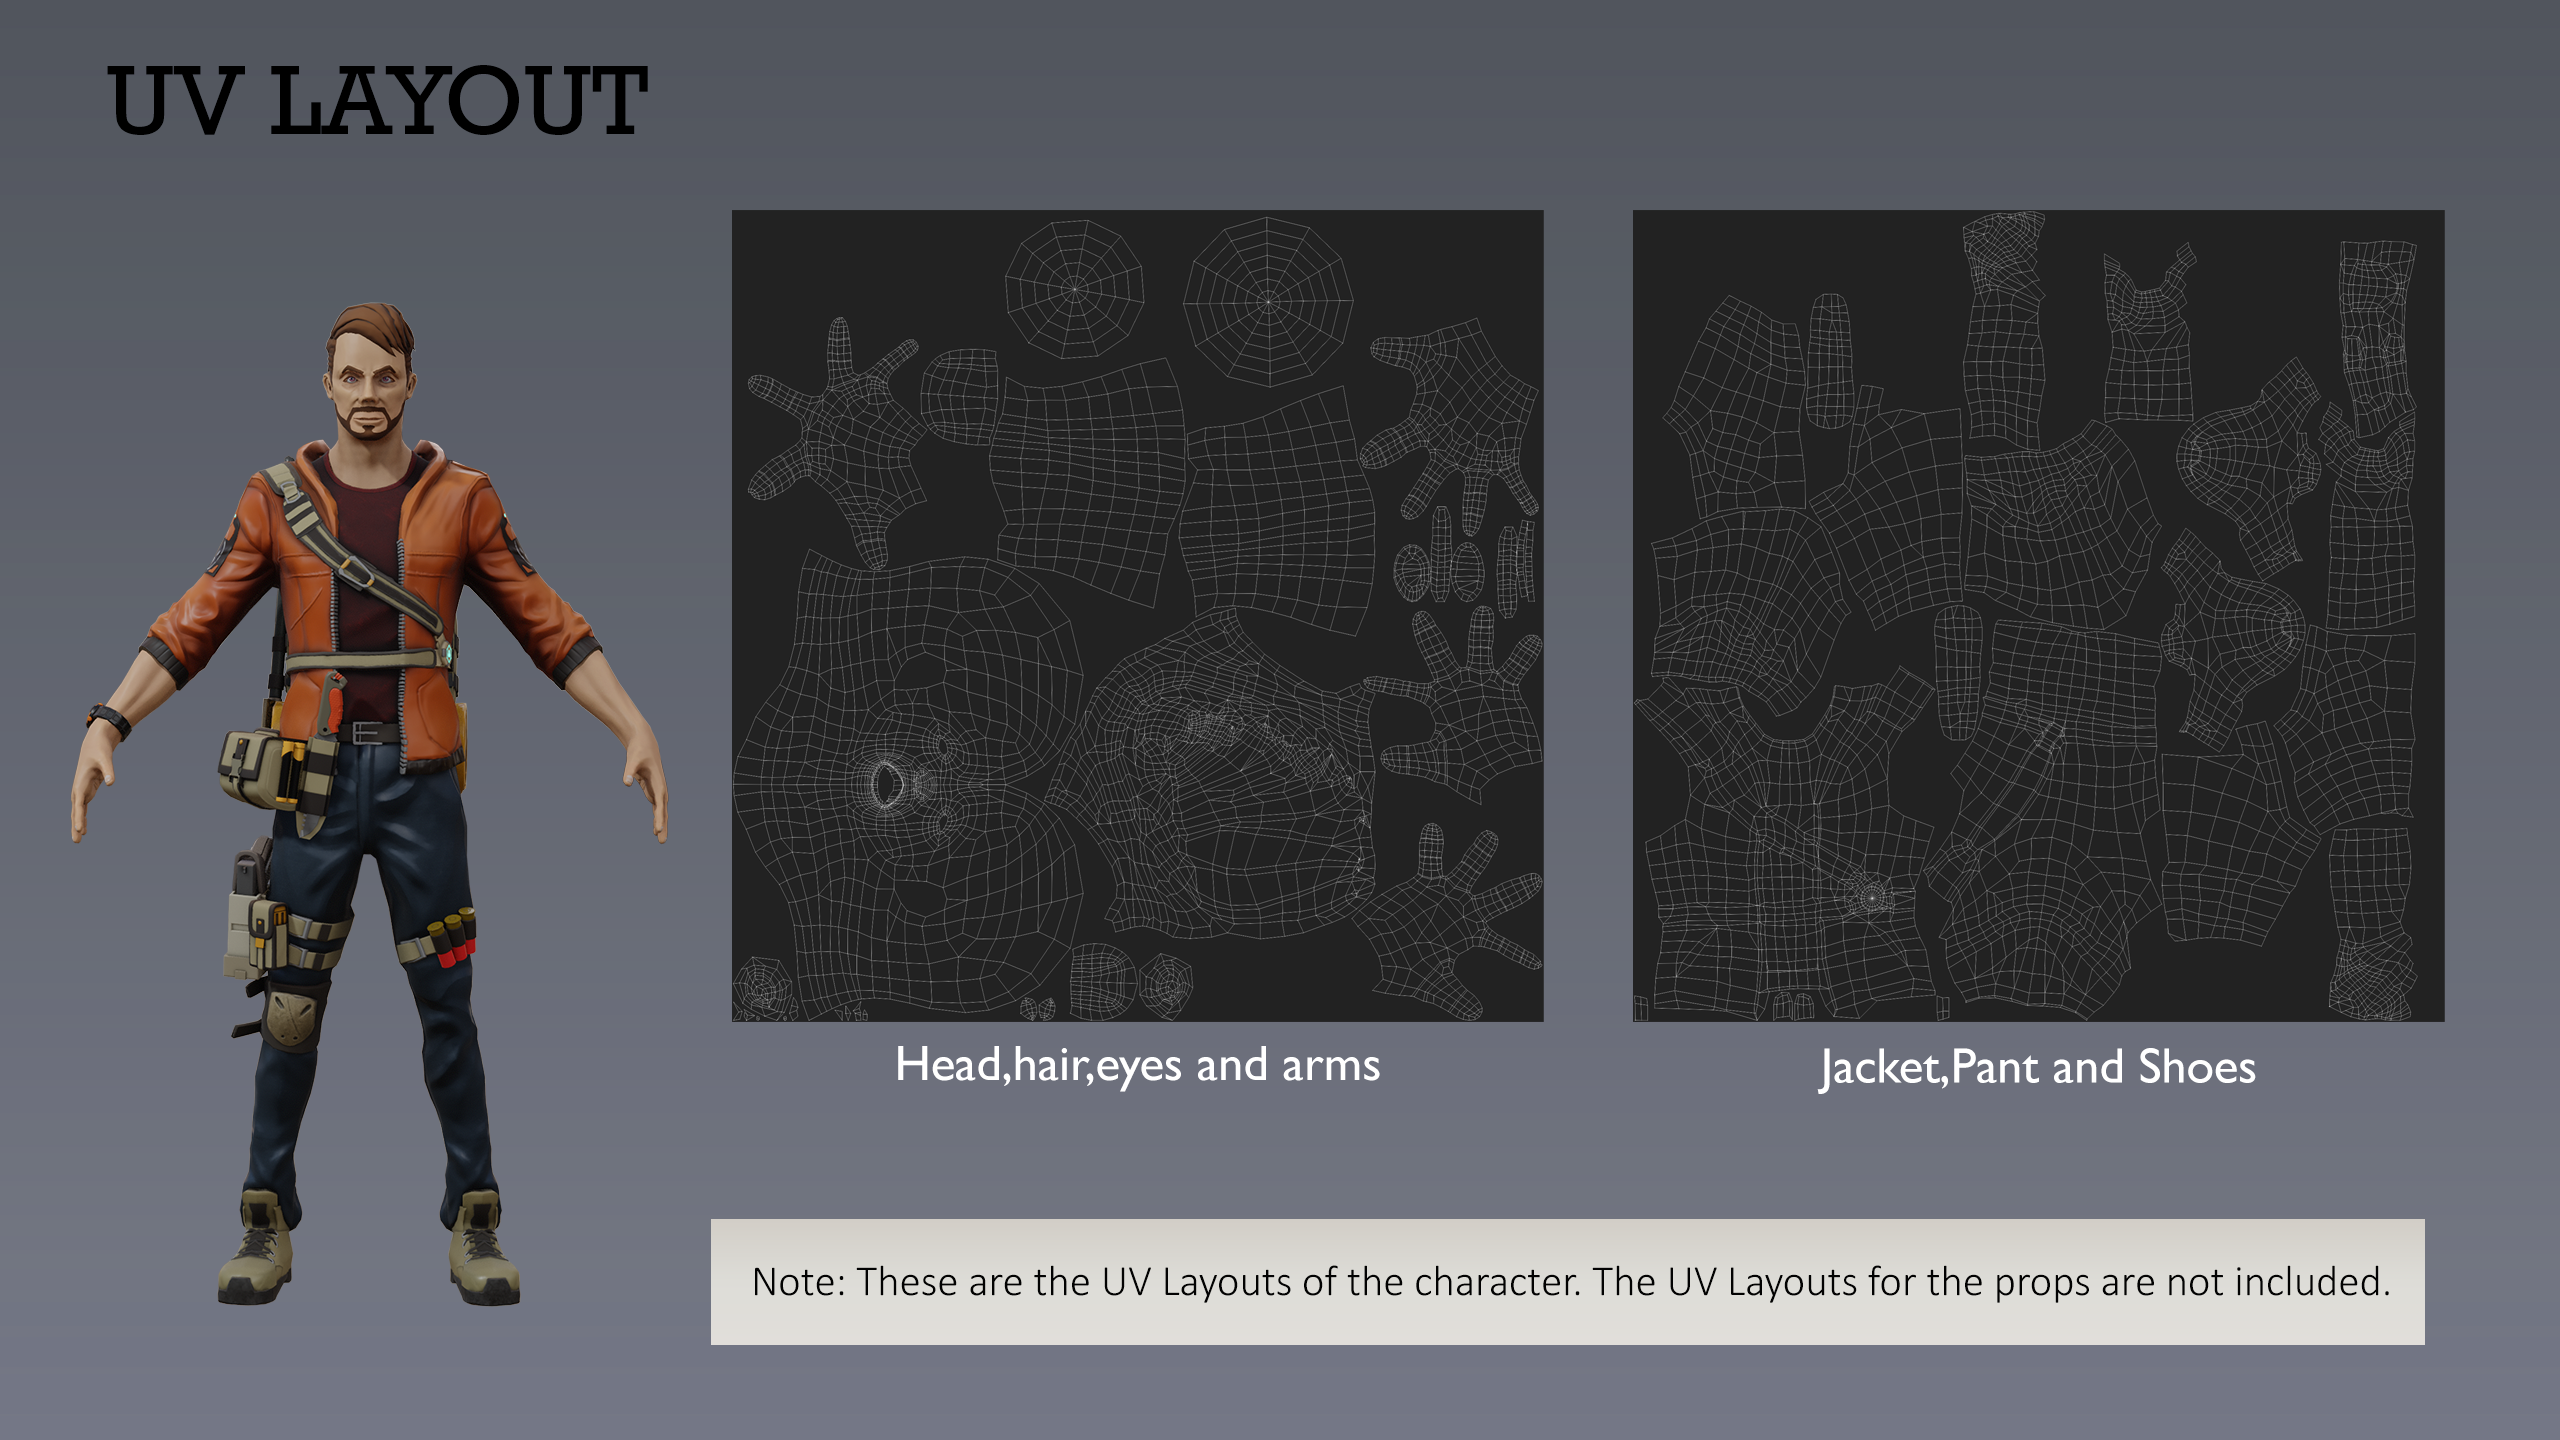 UV LAYOUT
Head,hair,eyes and arms
Jacket,Pant and Shoes
Note: These are the UV Layouts of the character. The UV Layouts for the props are not included.